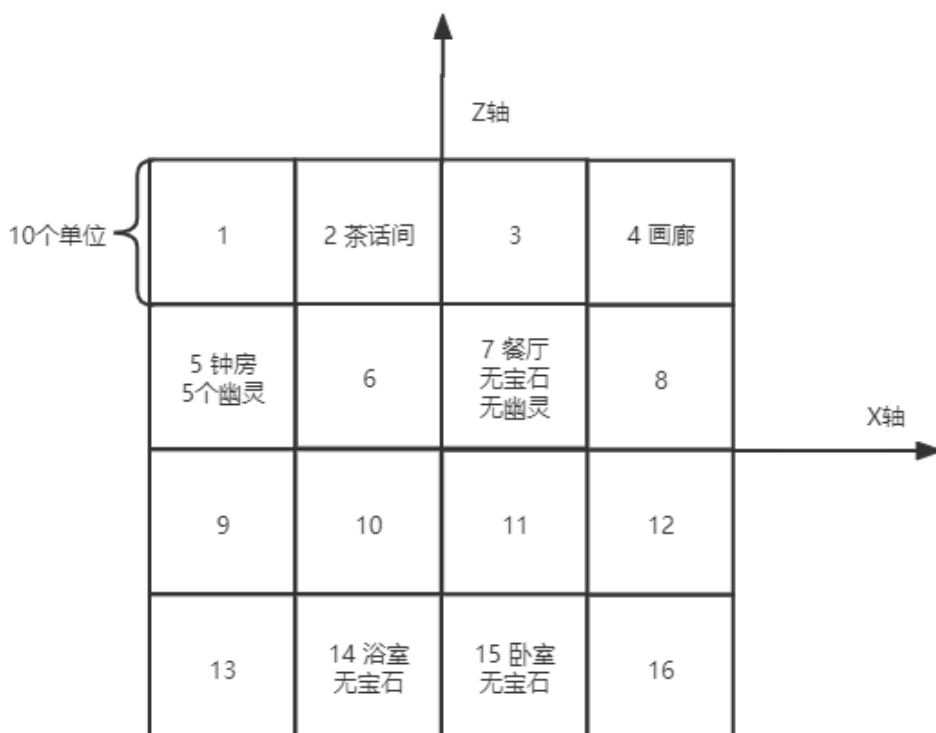 Z轴
10个单位
1
2 茶话间
3
4 画廊
5 钟房
5个幽灵
6
7 餐厅
无宝石
无幽灵
8
X轴
9
10
11
12
13
14 浴室
无宝石
15 卧室
无宝石
16